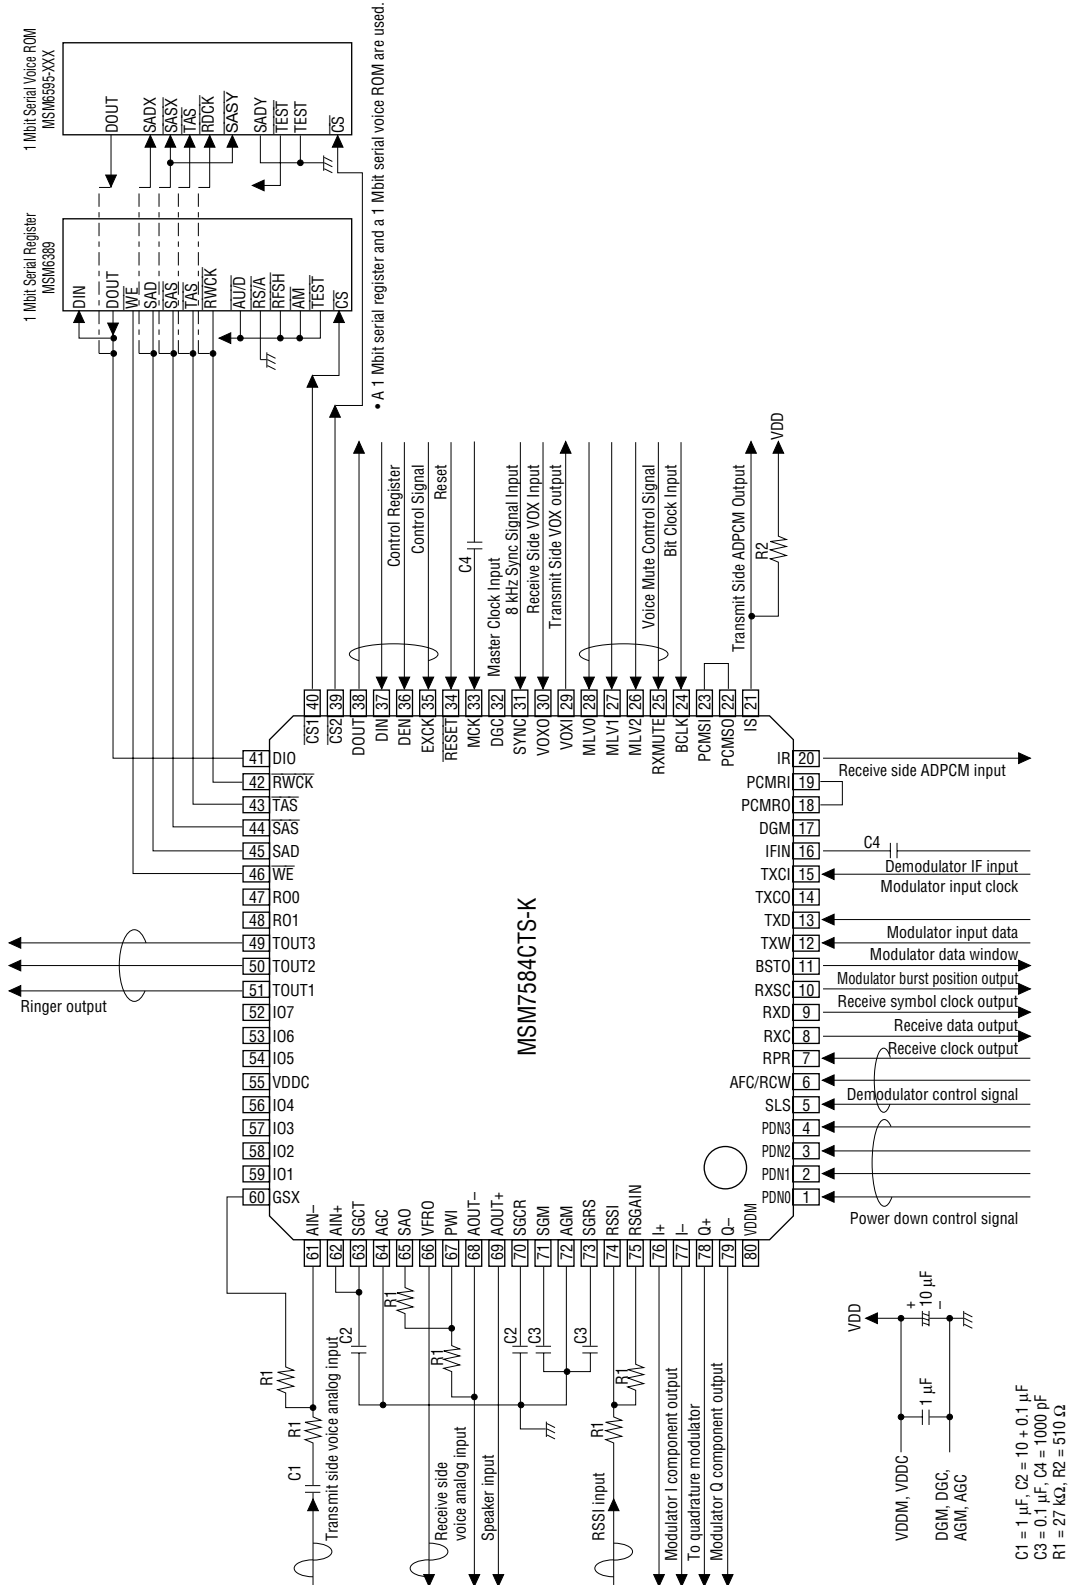 1 Mbit Serial Voice ROM
MSM6595-XXX
DOUT
SADX
SASX
TAS
RDCK
SASY
SADY
TEST
TEST
CS
1 Mbit Serial Register
MSM6389
DIN
DOUT
WE
SAD
SAS
TAS
RWCK
AU/D
RS/A
RFSH
AM
TEST
CS
• A 1 Mbit serial register and a 1 Mbit serial voice ROM are used.
Control Register
Control Signal
Reset
C4
Master Clock Input
8 kHz Sync Signal Input
Receive Side VOX Input
Transmit Side VOX output
Voice Mute Control Signal
Bit Clock Input
Transmit Side ADPCM Output
R2
VDD
40 CS1
39 CS2
38 DOUT
37 DIN
36 DEN
35 EXCK
34 RESET
33 MCK
32 DGC
31 SYNC
30 VOXO
29 VOXI
28 MLV0
27 MLV1
26 MLV2
25 RXMUTE
24 BCLK
23 PCMSI
22 PCMSO
21 IS
41 DIO
42 RWCK
43 TAS
44 SAS
45 SAD
46 WE
47 RO0
48 RO1
49 TOUT3
50 TOUT2
51 TOUT1
Ringer output
52 IO7
53 IO6
54 IO5
55 VDDC
56 IO4
57 IO3
58 IO2
59 IO1
60 GSX
MSM7584CTS-K
IR 20
Receive side ADPCM input
PCMRI 19
PCMRO 18
DGM 17
IFIN 16
C4
Demodulator IF input
TXCI 15
Modulator input clock
TXCO 14
TXD 13
Modulator input data
TXW 12
Modulator data window
BSTO 11
Modulator burst position output
RXSC 10
Receive symbol clock output
RXD 9
Receive data output
RXC 8
Receive clock output
RPR 7
AFC/RCW 6
Demodulator control signal
SLS 5
PDN3 4
PDN2 3
PDN1 2
PDN0 1
Power down control signal
61 AIN−
62 AIN+
63 SGCT
64 AGC
65 SAO
66 VFRO
67 PWI
68 AOUT−
69 AOUT+
70 SGCR
71 SGM
72 AGM
73 SGRS
74 RSSI
75 RSGAIN
76 I+
77 I−
78 Q+
79 Q−
80 VDDM
R1
R1
C1
Transmit side voice analog input
C2
R1
R1
Receive side
voice analog input
Speaker input
C2
C3
C3
R1
R1
RSSI input
Modulator I component output
To quadrature modulator
Modulator Q component output
VDD
+ 10 µF −
1 µF
VDDM, VDDC
DGM, DGC,
AGM, AGC
C1 = 1 µF, C2 = 10 + 0.1 µF
C3 = 0.1 µF, C4 = 1000 pF
R1 = 27 kΩ, R2 = 510 Ω